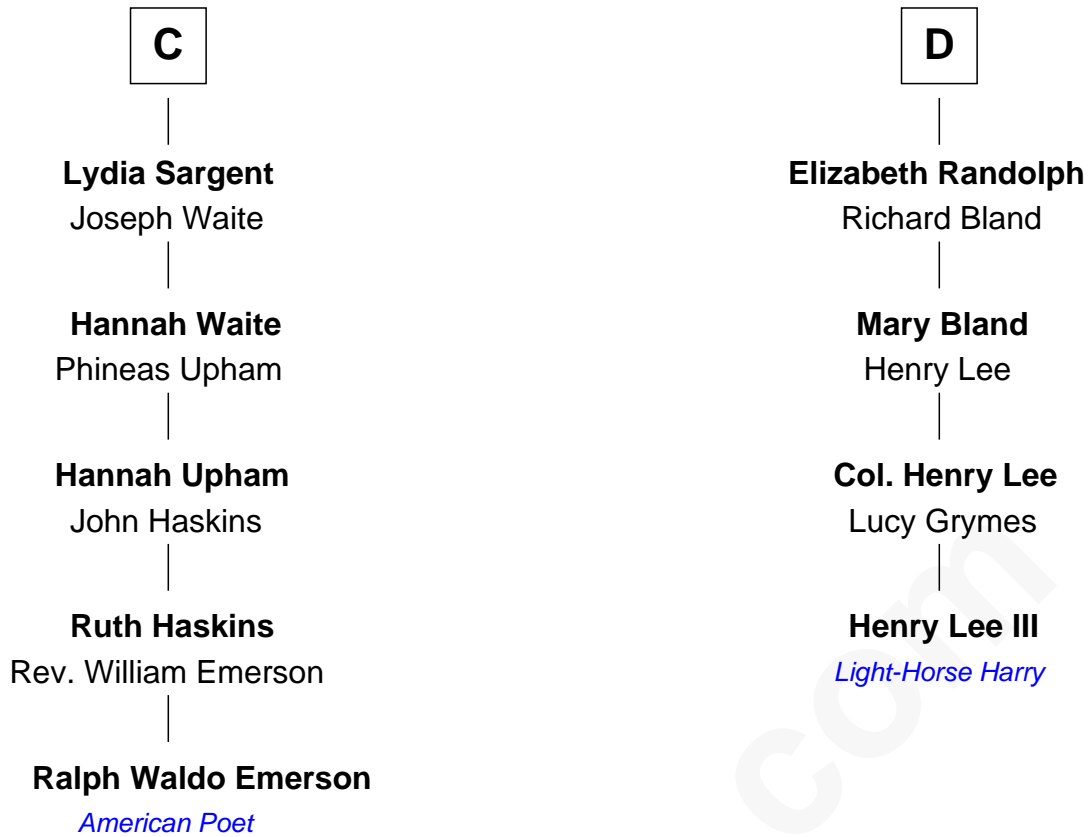 C
Lydia Sargent
Joseph Waite
Hannah Waite
Phineas Upham
Hannah Upham
John Haskins
Ruth Haskins
Rev. William Emerson
Ralph Waldo Emerson
American Poet
D
Elizabeth Randolph
Richard Bland
Mary Bland
Henry Lee
Col. Henry Lee
Lucy Grymes
Henry Lee III
Light-Horse Harry
com